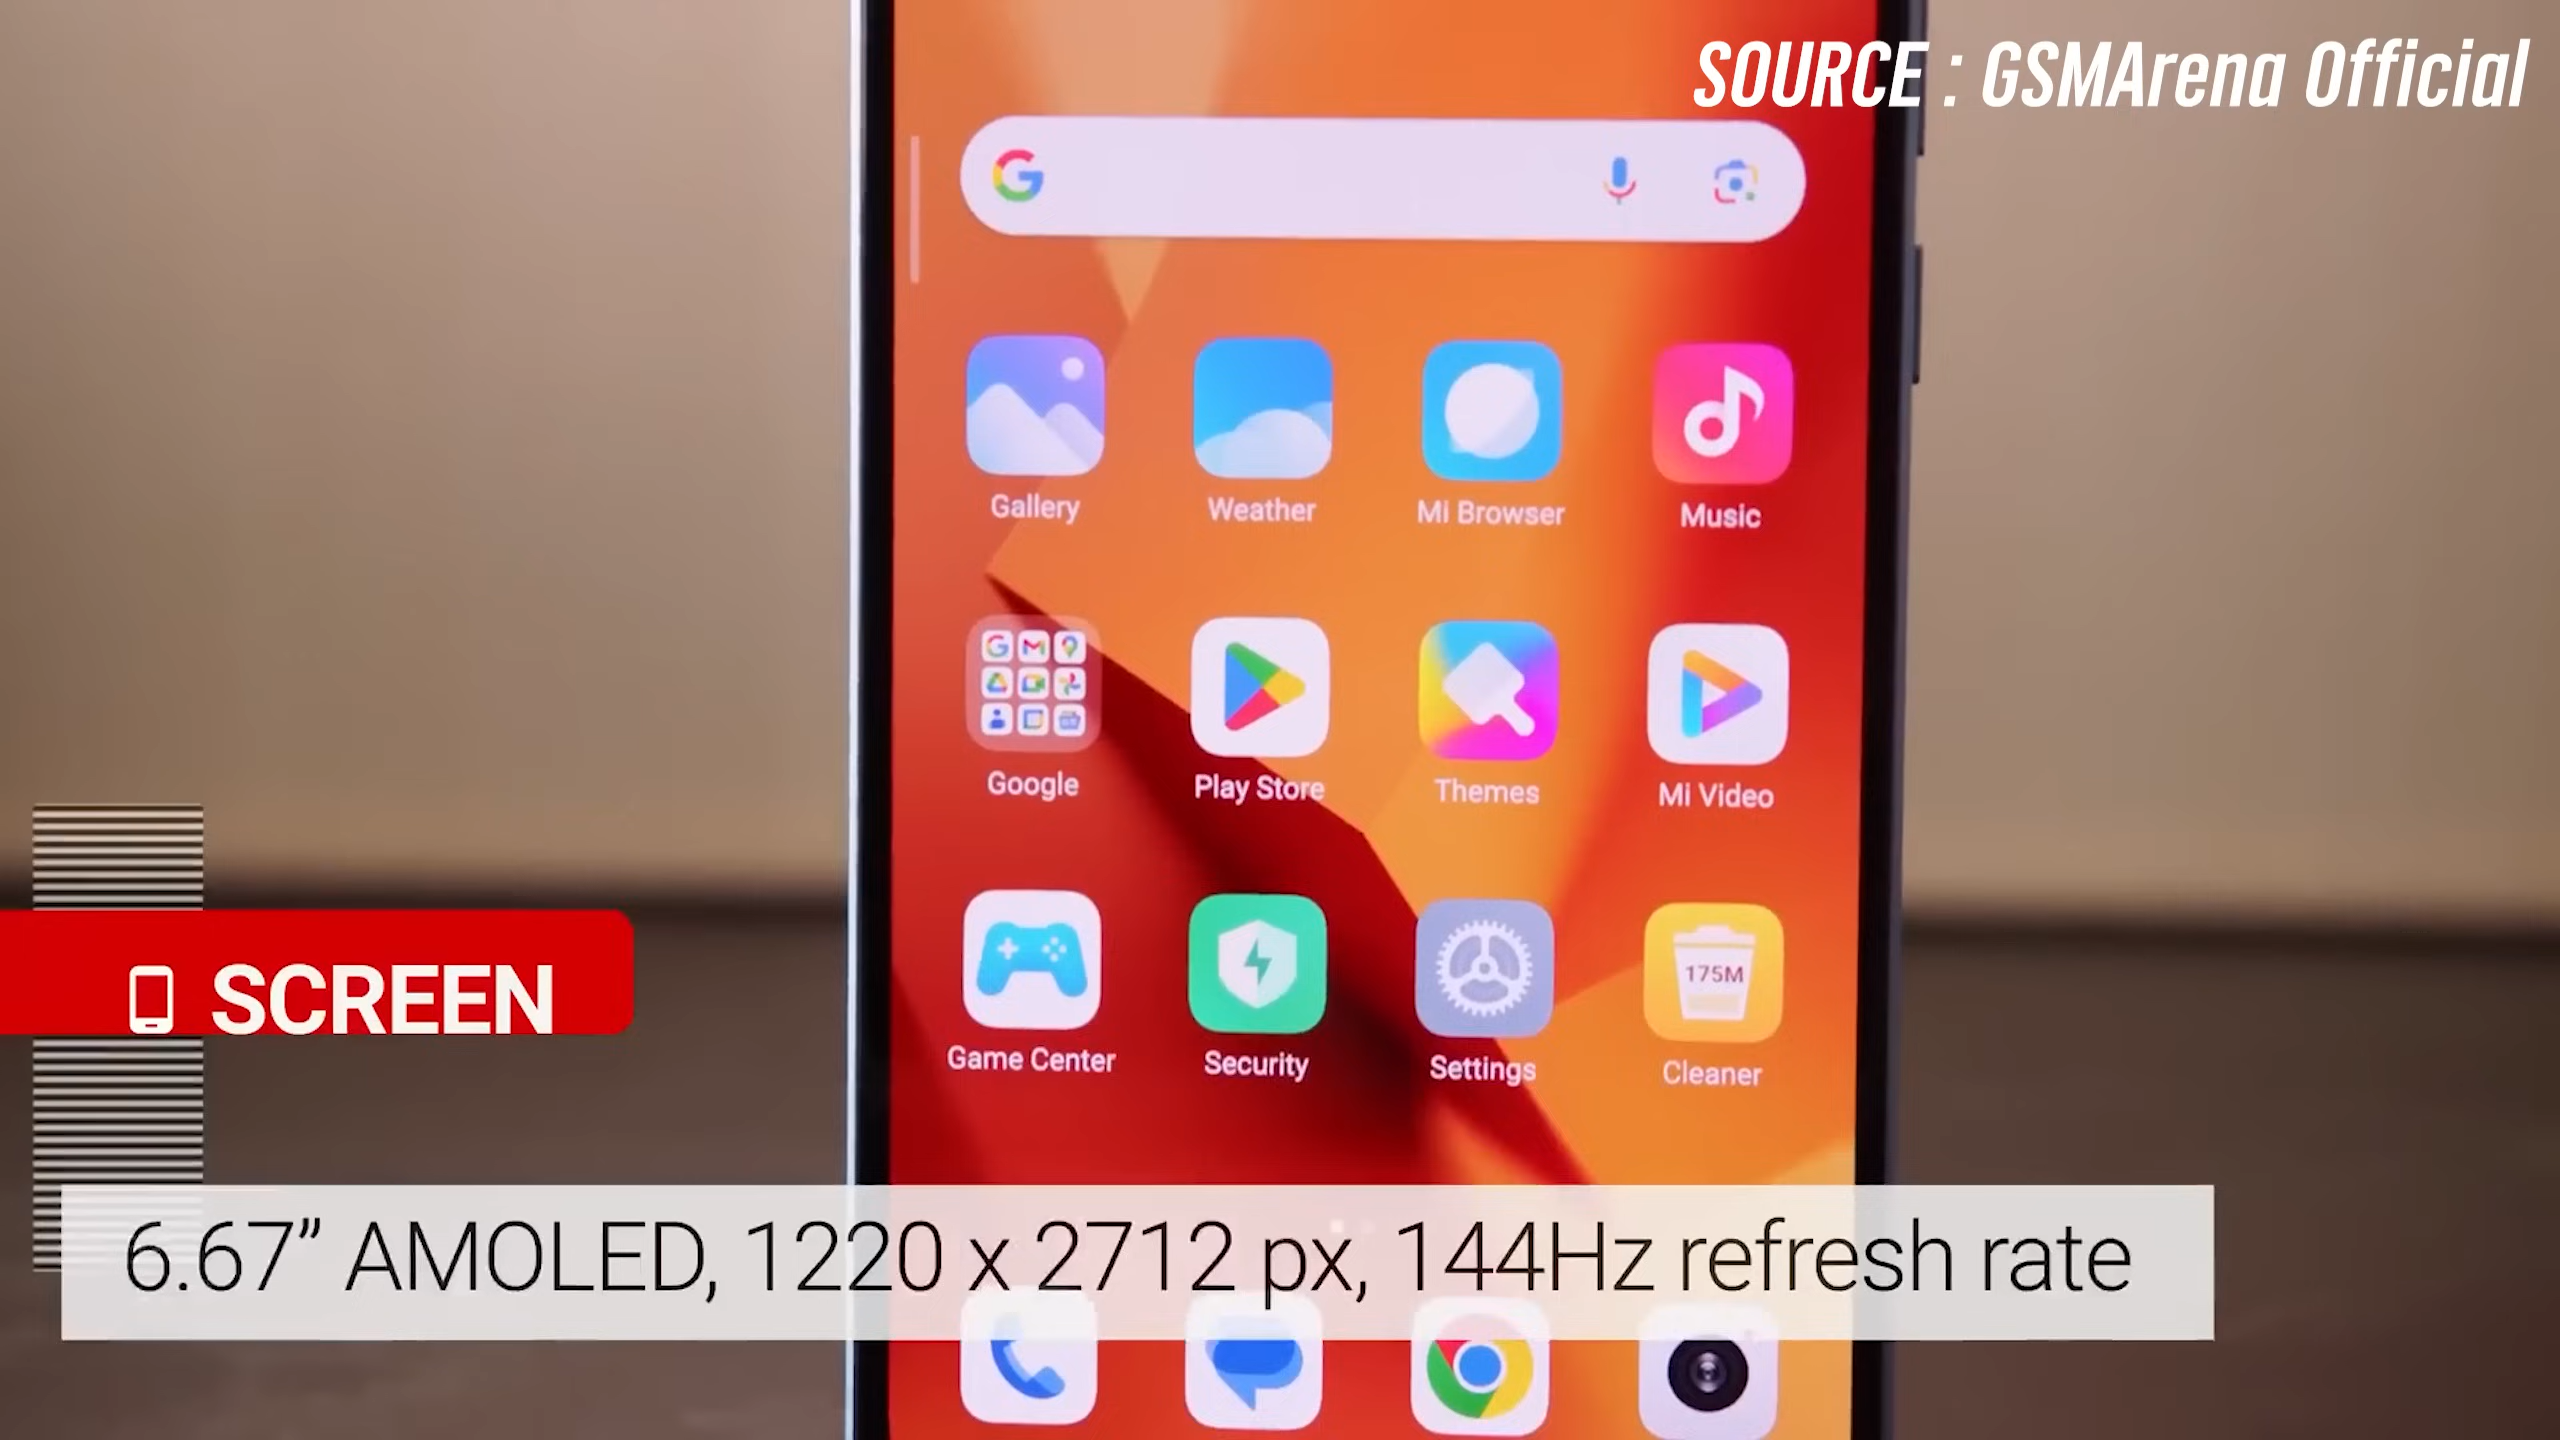 SOURCE : GSMArena Official
Gallery
Weather
Mi Browser
Music
Google
Play Store
Themes
Mi Video
175M
Game Center
Security
Settings
Cleaner
SCREEN
6.67” AMOLED, 1220 x 2712 px, 144Hz refresh rate